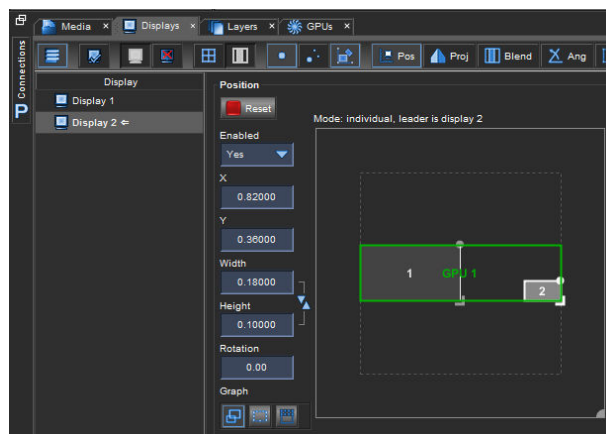 Media × Displays × Layers × GPUs ×
Connections
P
Pos Proj Blend Ang
Display
Display 1
Display 2 ⇐
Position
Reset
Mode: individual, leader is display 2
Enabled
Yes
X
0.82000
Y
0.36000
Width
0.18000
Height
0.10000
Rotation
0.00
Graph
1 GPU 1
2